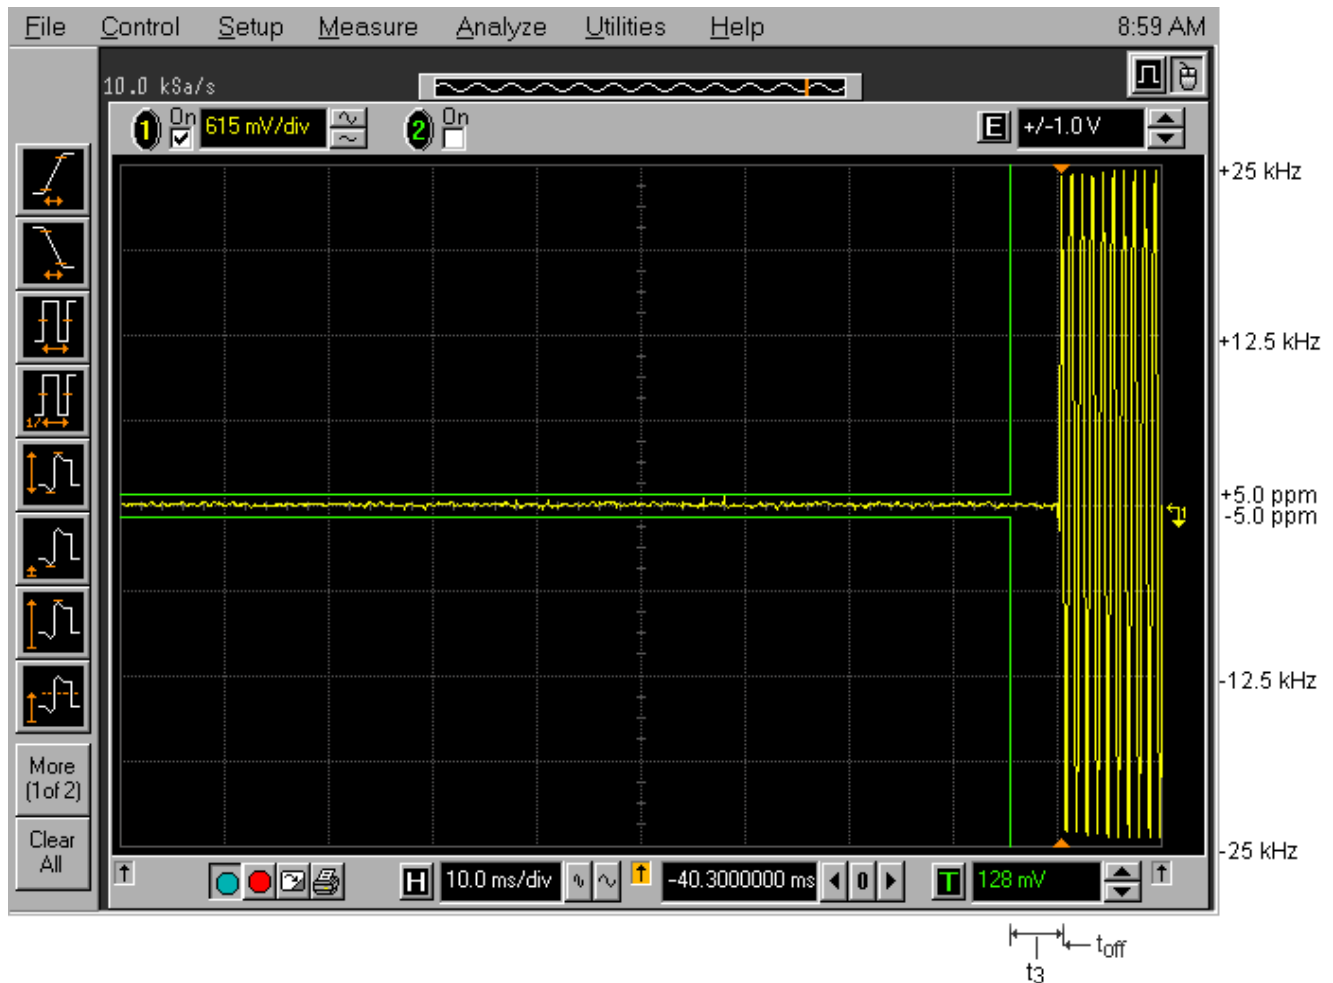 File Control Setup Measure Analyze Utilities Help 8:59 AM
10.0 kSa/s
1 On 615 mV/div 2 On E +/-1.0 V
+25 kHz
+12.5 kHz
+5.0 ppm
-5.0 ppm
1
-12.5 kHz
-25 kHz
1/
More
(1of 2)
Clear
All
H 10.0 ms/div -40.3000000 ms 0 T 128 mV
toff
t3